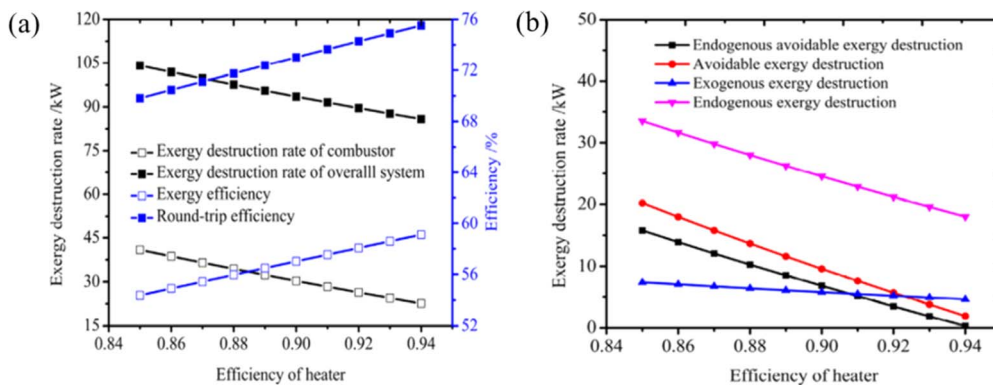 (a)
120
105
90
75
60
45
30
15
Exergy destruction rate /kW
0.84
0.86
0.88
0.90
0.92
0.94
Efficiency of heater
76
72
68
64
60
56
52
Efficiency /%
Exergy destruction rate of combustor
Exergy destruction rate of overalll system
Exergy efficiency
Round-trip efficiency
(b)
50
40
30
20
10
0
Exergy destruction rate /kW
0.84
0.86
0.88
0.90
0.92
0.94
Efficiency of heater
Endogenous avoidable exergy destruction
Avoidable exergy destruction
Exogenous exergy destruction
Endogenous exergy destruction